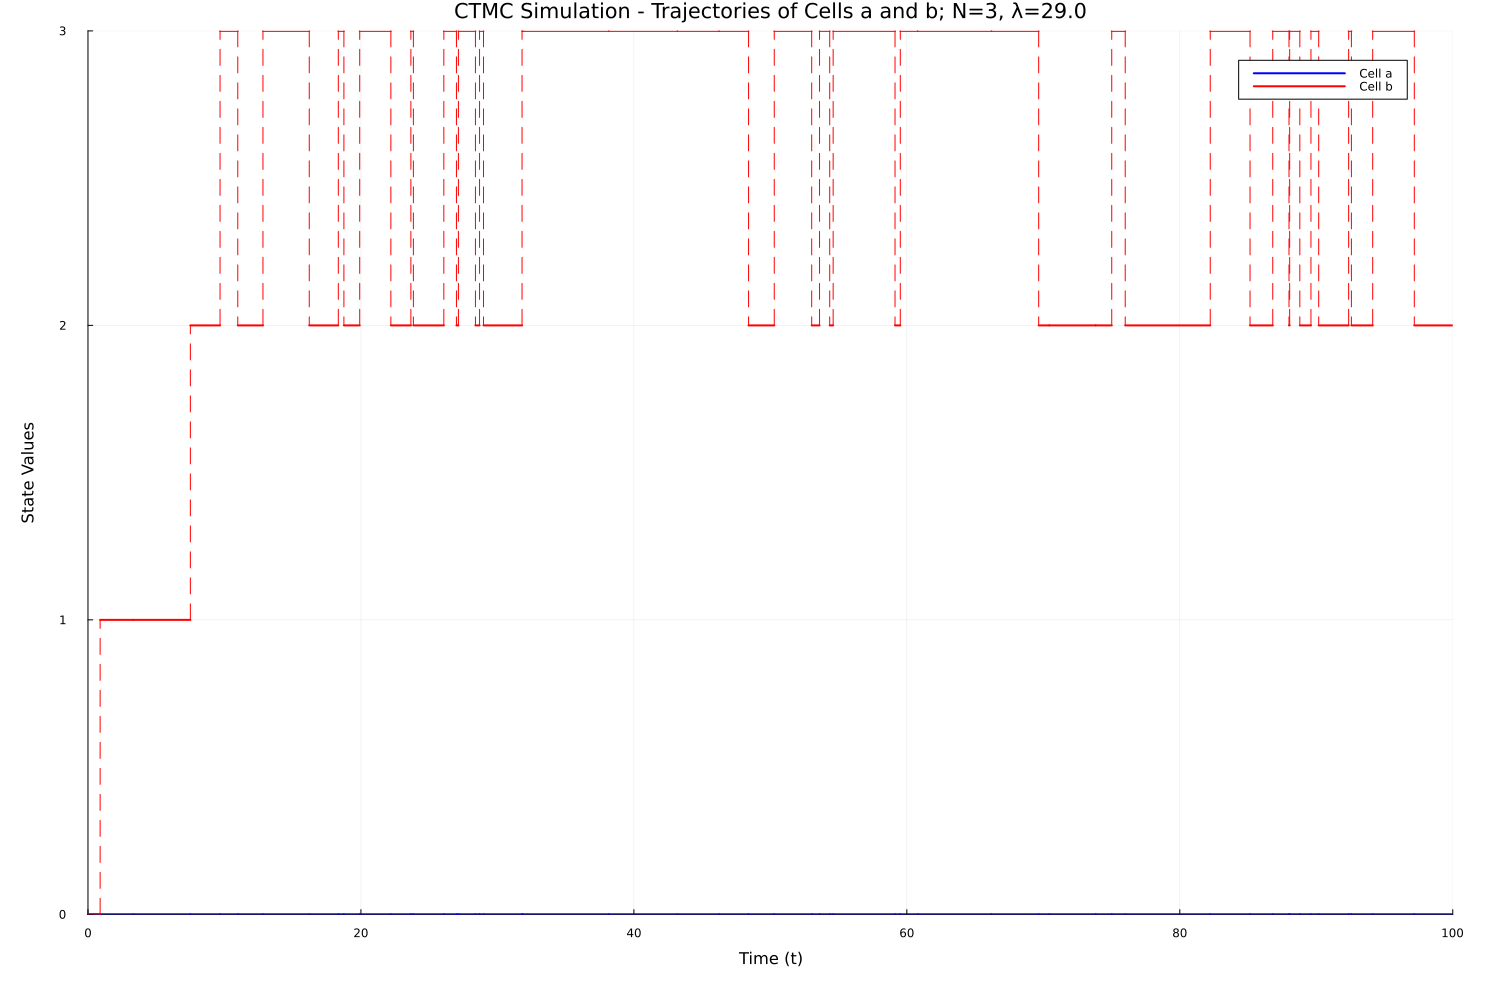 CTMC Simulation - Trajectories of Cells a and b; N=3, λ=29.0
3
Cell a
Cell b
2
State Values
1
0
0 20 40 60 80 100
Time (t)